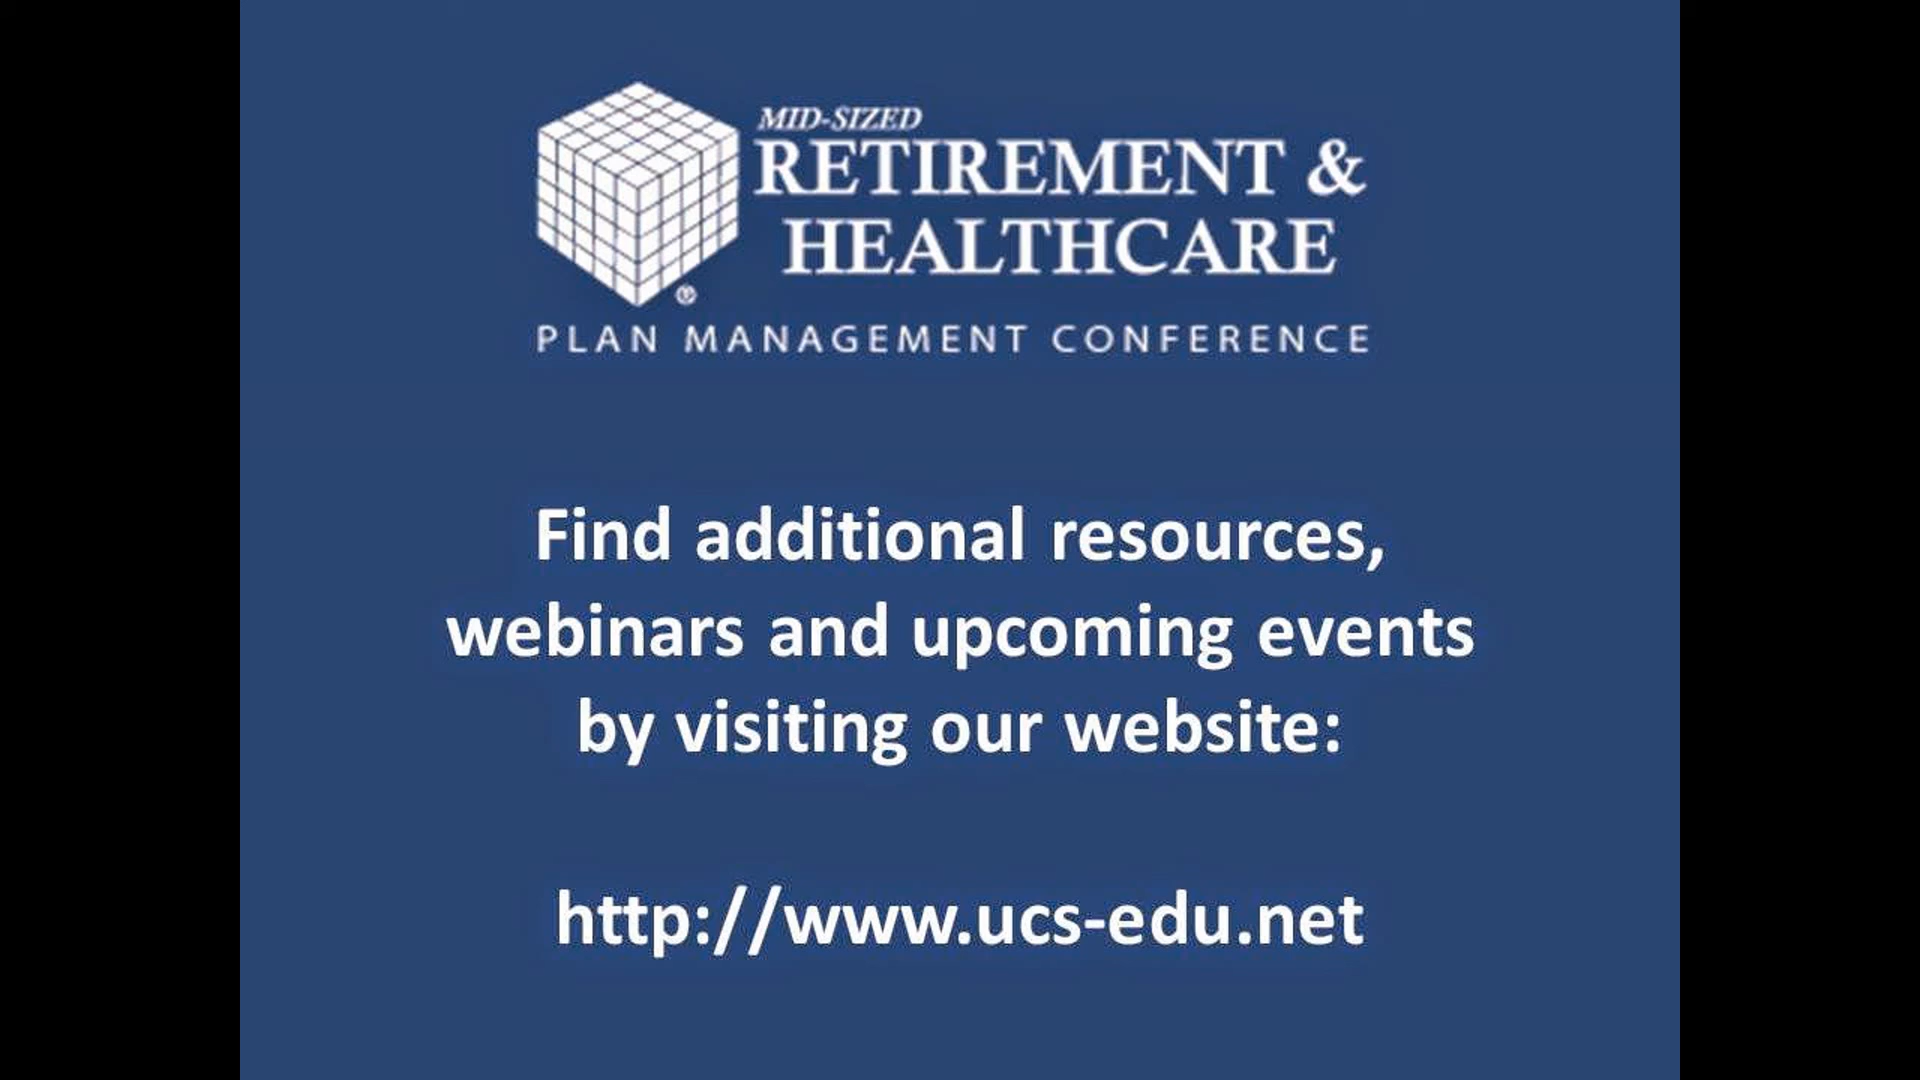 MID-SIZED
RETIREMENT &
HEALTHCARE
®
PLAN MANAGEMENT CONFERENCE
Find additional resources,
webinars and upcoming events
by visiting our website:
http://www.ucs-edu.net